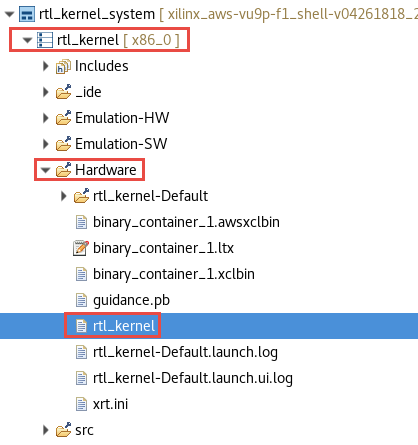 rtl_kernel_system [ xilinx_aws-vu9p-f1_shell-v04261818_2
rtl_kernel [ x86_0 ]
Includes
_ide
Emulation-HW
Emulation-SW
Hardware
rtl_kernel-Default
binary_container_1.awsxclbin
binary_container_1.ltx
binary_container_1.xclbin
guidance.pb
rtl_kernel
rtl_kernel-Default.launch.log
rtl_kernel-Default.launch.ui.log
xrt.ini
src